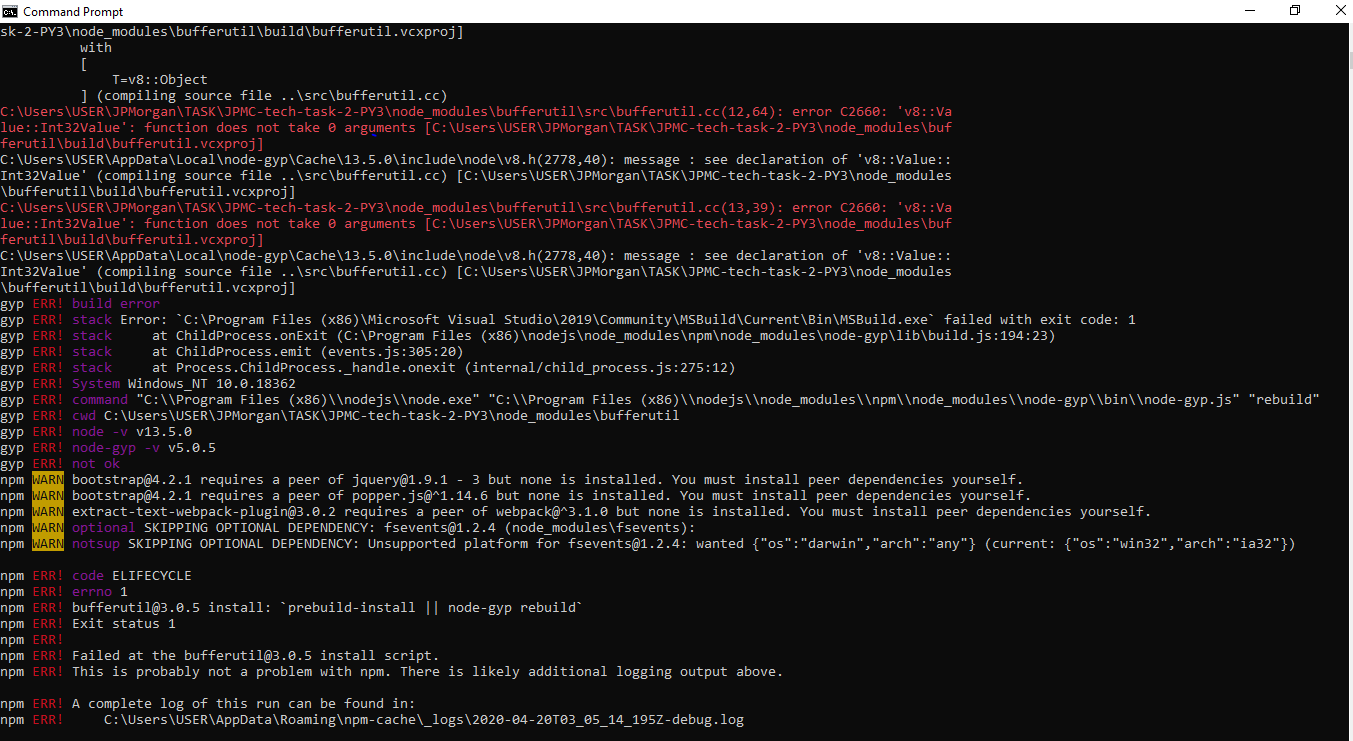 Command Prompt
sk-2-PY3\node_modules\bufferutil\build\bufferutil.vcxproj]
with
[
T=v8::Object
] (compiling source file ..\src\bufferutil.cc)
C:\Users\USER\JPMorgan\TASK\JPMC-tech-task-2-PY3\node_modules\bufferutil\src\bufferutil.cc(12,64): error C2660: 'v8::Va
lue::Int32Value': function does not take 0 arguments [C:\Users\USER\JPMorgan\TASK\JPMC-tech-task-2-PY3\node_modules\buf
ferutil\build\bufferutil.vcxproj]
C:\Users\USER\AppData\Local\node-gyp\Cache\13.5.0\include\node\v8.h(2778,40): message : see declaration of 'v8::Value::
Int32Value' (compiling source file ..\src\bufferutil.cc) [C:\Users\USER\JPMorgan\TASK\JPMC-tech-task-2-PY3\node_modules
\bufferutil\build\bufferutil.vcxproj]
C:\Users\USER\JPMorgan\TASK\JPMC-tech-task-2-PY3\node_modules\bufferutil\src\bufferutil.cc(13,39): error C2660: 'v8::Va
lue::Int32Value': function does not take 0 arguments [C:\Users\USER\JPMorgan\TASK\JPMC-tech-task-2-PY3\node_modules\buf
ferutil\build\bufferutil.vcxproj]
C:\Users\USER\AppData\Local\node-gyp\Cache\13.5.0\include\node\v8.h(2778,40): message : see declaration of 'v8::Value::
Int32Value' (compiling source file ..\src\bufferutil.cc) [C:\Users\USER\JPMorgan\TASK\JPMC-tech-task-2-PY3\node_modules
\bufferutil\build\bufferutil.vcxproj]
gyp ERR! build error
gyp ERR! stack Error: `C:\Program Files (x86)\Microsoft Visual Studio\2019\Community\MSBuild\Current\Bin\MSBuild.exe` failed with exit code: 1
gyp ERR! stack     at ChildProcess.onExit (C:\Program Files (x86)\nodejs\node_modules\npm\node_modules\node-gyp\lib\build.js:194:23)
gyp ERR! stack     at ChildProcess.emit (events.js:305:20)
gyp ERR! stack     at Process.ChildProcess._handle.onexit (internal/child_process.js:275:12)
gyp ERR! System Windows_NT 10.0.18362
gyp ERR! command "C:\\Program Files (x86)\\nodejs\\node.exe" "C:\\Program Files (x86)\\nodejs\\node_modules\\npm\\node_modules\\node-gyp\\bin\\node-gyp.js" "rebuild"
gyp ERR! cwd C:\Users\USER\JPMorgan\TASK\JPMC-tech-task-2-PY3\node_modules\bufferutil
gyp ERR! node -v v13.5.0
gyp ERR! node-gyp -v v5.0.5
gyp ERR! not ok
npm WARN bootstrap@4.2.1 requires a peer of jquery@1.9.1 - 3 but none is installed. You must install peer dependencies yourself.
npm WARN bootstrap@4.2.1 requires a peer of popper.js@^1.14.6 but none is installed. You must install peer dependencies yourself.
npm WARN extract-text-webpack-plugin@3.0.2 requires a peer of webpack@^3.1.0 but none is installed. You must install peer dependencies yourself.
npm WARN optional SKIPPING OPTIONAL DEPENDENCY: fsevents@1.2.4 (node_modules\fsevents):
npm WARN notsup SKIPPING OPTIONAL DEPENDENCY: Unsupported platform for fsevents@1.2.4: wanted {"os":"darwin","arch":"any"} (current: {"os":"win32","arch":"ia32"})
npm ERR! code ELIFECYCLE
npm ERR! errno 1
npm ERR! bufferutil@3.0.5 install: `prebuild-install || node-gyp rebuild`
npm ERR! Exit status 1
npm ERR!
npm ERR! Failed at the bufferutil@3.0.5 install script.
npm ERR! This is probably not a problem with npm. There is likely additional logging output above.
npm ERR! A complete log of this run can be found in:
npm ERR!     C:\Users\USER\AppData\Roaming\npm-cache\_logs\2020-04-20T03_05_14_195Z-debug.log